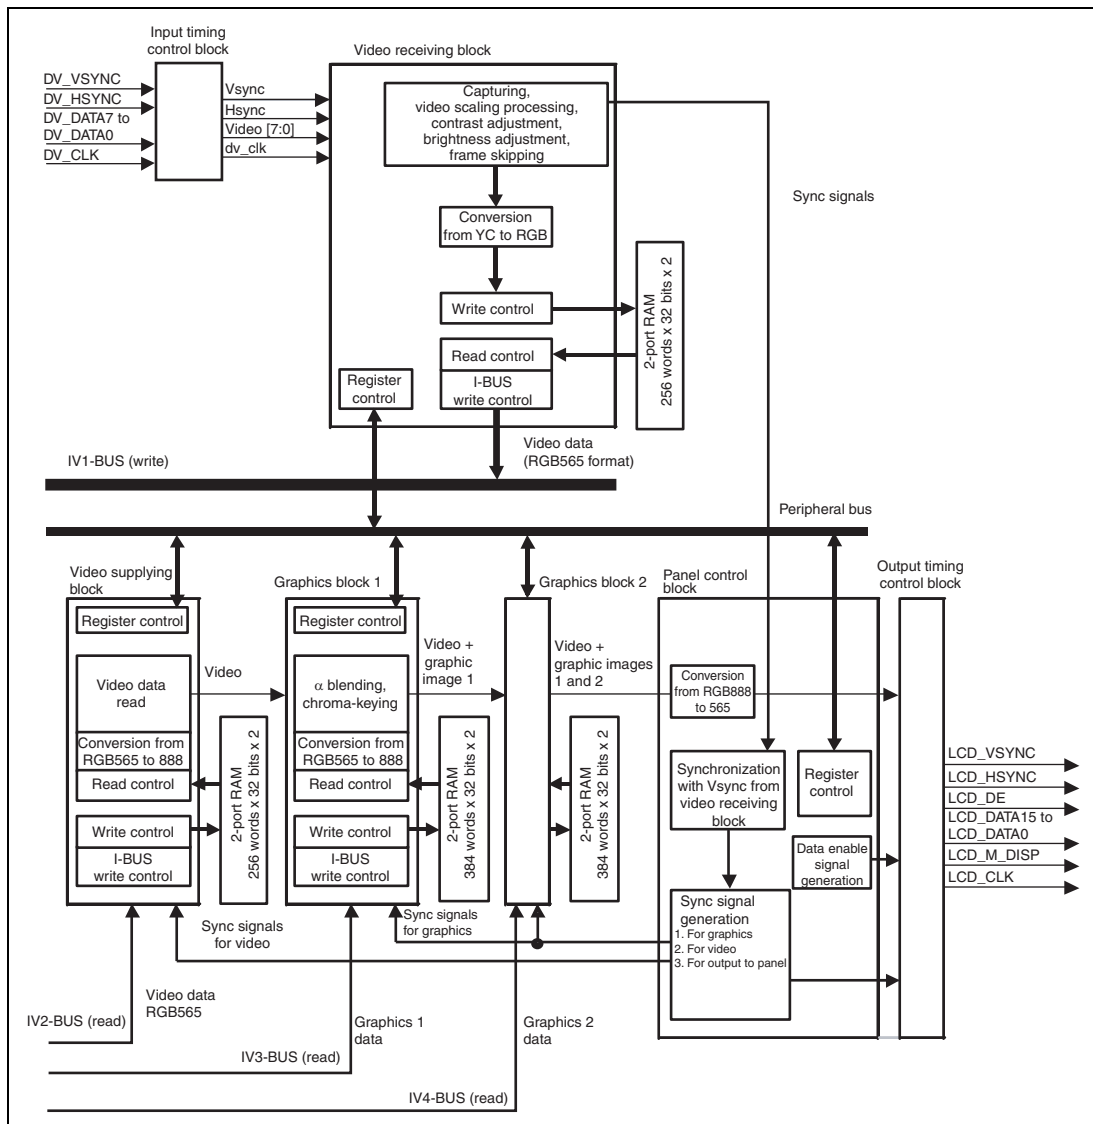 Input timing
control block
DV_VSYNC
DV_HSYNC
DV_DATA7 to
DV_DATA0
DV_CLK
Vsync
Hsync
Video [7:0]
dv_clk
Video receiving block
Capturing,
video scaling processing,
contrast adjustment,
brightness adjustment,
frame skipping
Sync signals
Conversion
from YC to RGB
Write control
Read control
I-BUS
write control
2-port RAM
256 words x 32 bits x 2
Register
control
Video data
(RGB565 format)
IV1-BUS (write)
Peripheral bus
Video supplying
block
Register control
Video data
read
Conversion from
RGB565 to 888
Read control
Write control
I-BUS
write control
Video
2-port RAM
256 words x 32 bits x 2
Graphics block 1
Register control
α blending,
chroma-keying
Conversion from
RGB565 to 888
Read control
Write control
I-BUS
write control
Video +
graphic
image 1
2-port RAM
384 words x 32 bits x 2
Graphics block 2
Video +
graphic images
1 and 2
2-port RAM
384 words x 32 bits x 2
Panel control
block
Conversion
from RGB888
to 565
Synchronization
with Vsync from
video receiving
block
Register
control
Data enable
signal
generation
Sync signal
generation
1. For graphics
2. For video
3. For output to panel
Output timing
control block
LCD_VSYNC
LCD_HSYNC
LCD_DE
LCD_DATA15 to
LCD_DATA0
LCD_M_DISP
LCD_CLK
Sync signals
for video
Sync signals
for graphics
Video data
RGB565
IV2-BUS (read)
Graphics 1
data
IV3-BUS (read)
Graphics 2
data
IV4-BUS (read)